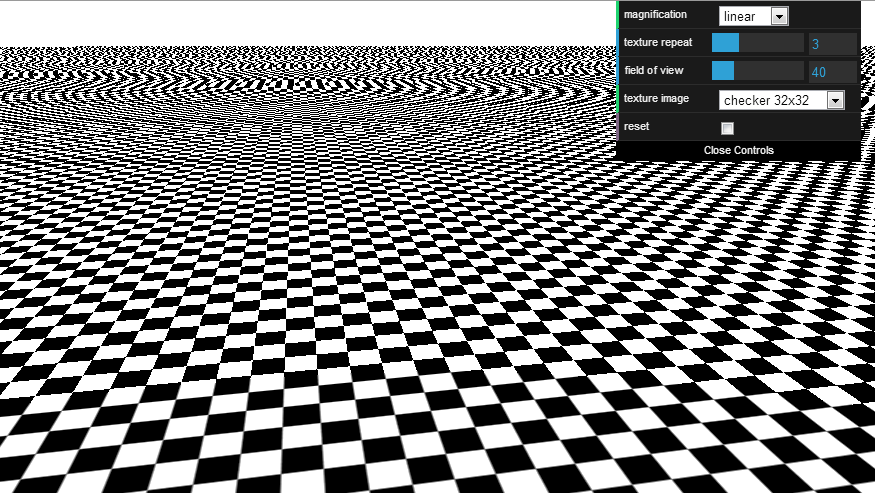 magnification linear
texture repeat 3
field of view 40
texture image checker 32x32
reset
Close Controls